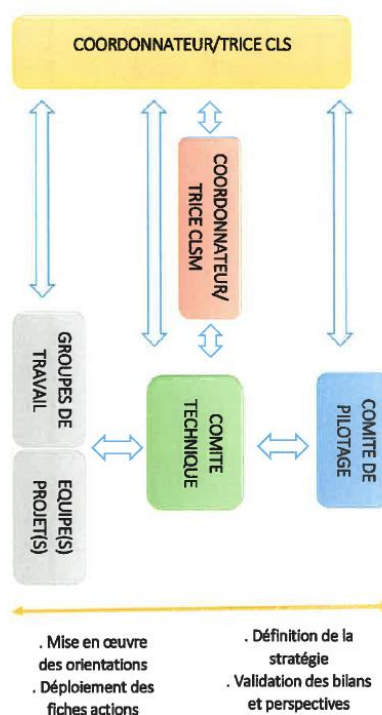 COORDONNATEUR/TRICE CLS
COORDONNATEUR/
TRICE CLSM
GROUPES DE
TRAVAIL
EQUIPE(S)
PROJET(S)
COMITE
TECHNIQUE
COMITE DE
PILOTAGE
. Mise en œuvre
des orientations
. Déploiement des
fiches actions
. Définition de la
stratégie
. Validation des bilans
et perspectives